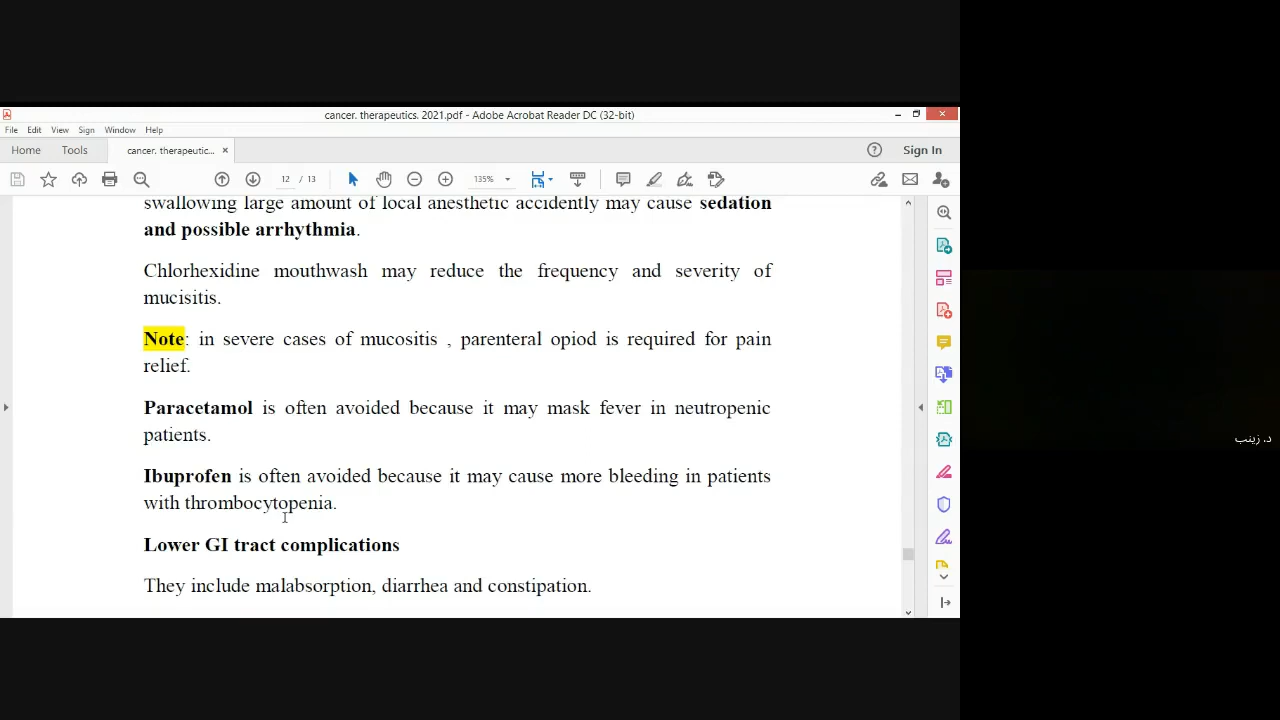 cancer. therapeutics. 2021.pdf - Adobe Acrobat Reader DC (32-bit)
File Edit View Sign Window Help
Home Tools cancer. therapeutic... × Sign In
12 / 13 135%
swallowing large amount of local anesthetic accidently may cause sedation
and possible arrhythmia.
Chlorhexidine mouthwash may reduce the frequency and severity of
mucisitis.
Note: in severe cases of mucositis , parenteral opiod is required for pain
relief.
Paracetamol is often avoided because it may mask fever in neutropenic
patients.
Ibuprofen is often avoided because it may cause more bleeding in patients
with thrombocytopenia.
Lower GI tract complications
They include malabsorption, diarrhea and constipation.
د. زينب